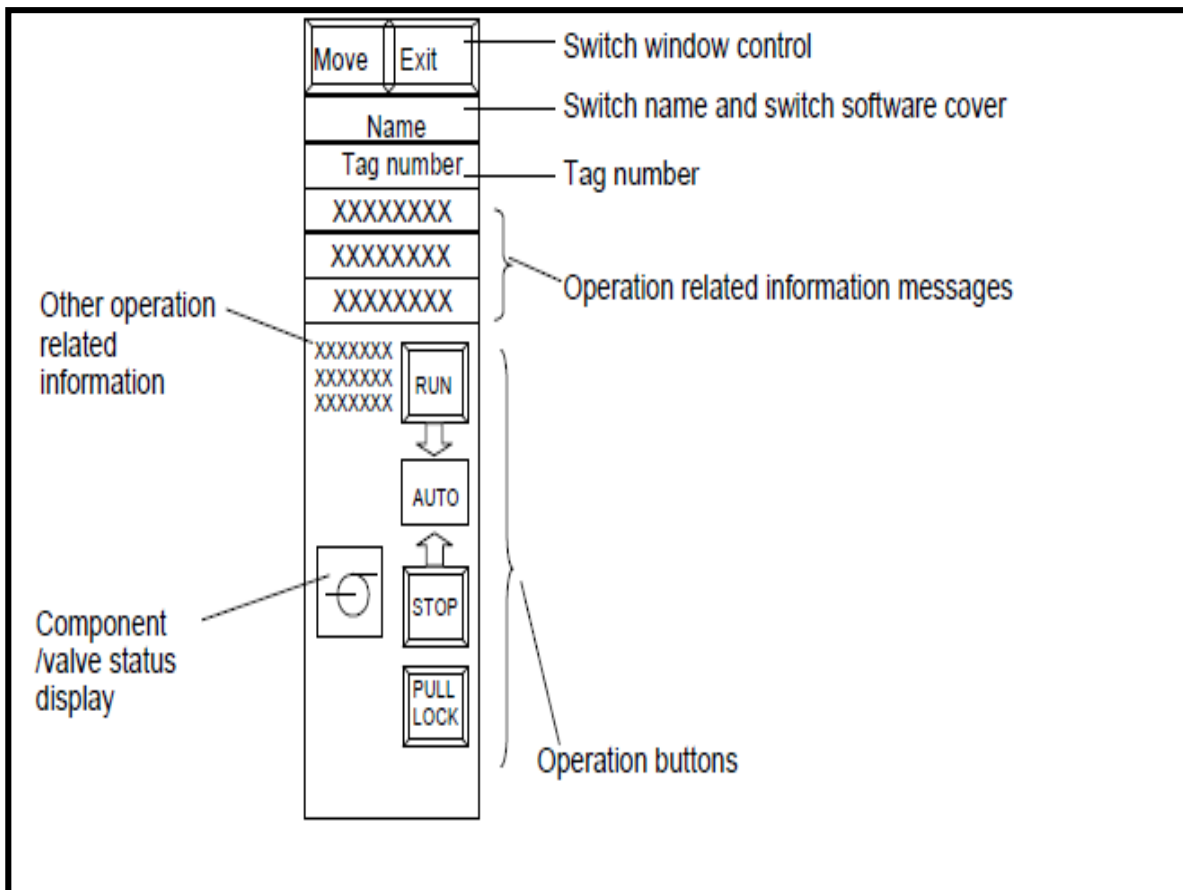 Move Exit
Switch window control
Name
Switch name and switch software cover
Tag number
Tag number
XXXXXXXX
XXXXXXXX
XXXXXXXX
Operation related information messages
Other operation
related
information
XXXXXXX
XXXXXXX
XXXXXXX
RUN
AUTO
STOP
PULL
LOCK
Component
/valve status
display
Operation buttons